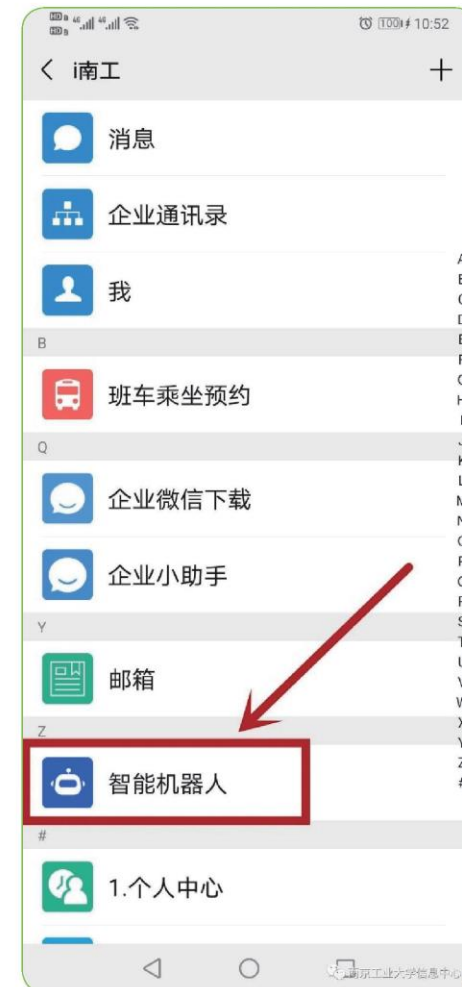 10:52
i南工
消息
企业通讯录
我
B
班车乘坐预约
Q
企业微信下载
企业小助手
Y
邮箱
Z
智能机器人
#
1.个人中心
南京工业大学信息中心